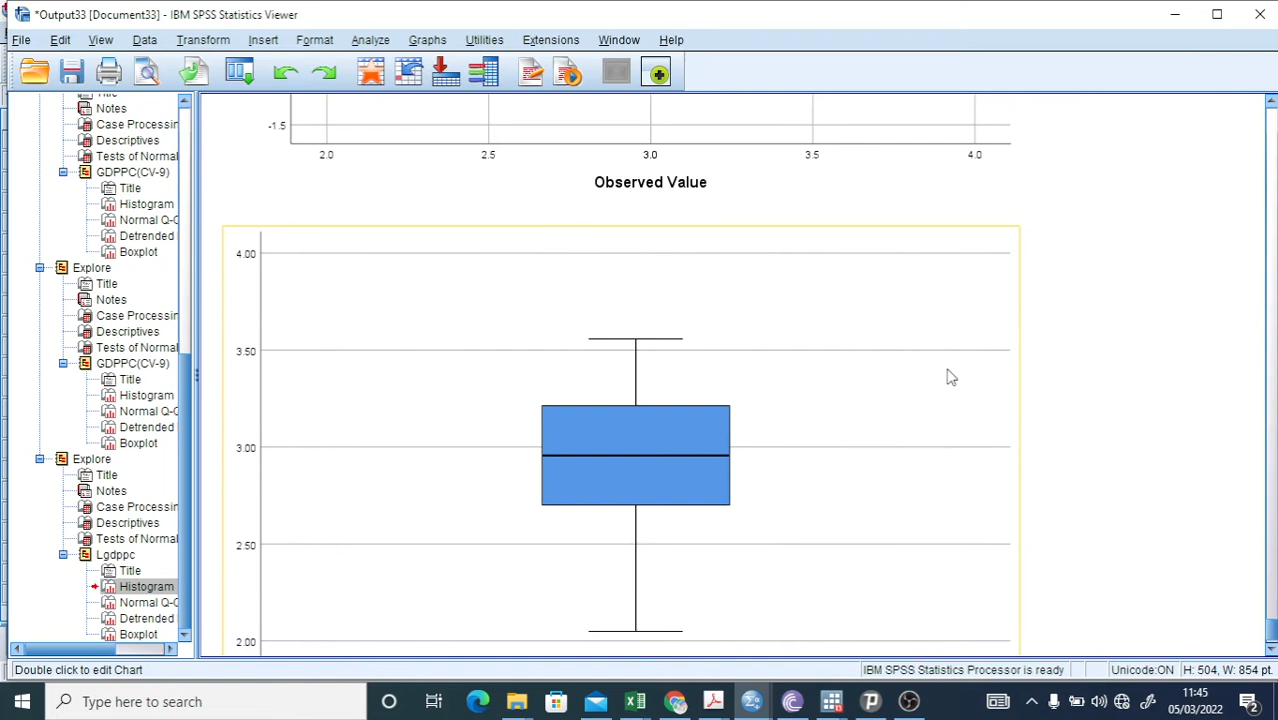 *Output33 [Document33] - IBM SPSS Statistics Viewer
File Edit View Data Transform Insert Format Analyze Graphs Utilities Extensions Window Help
Notes
Case Processin
Descriptives
Tests of Normal
GDPPC(CV-9)
Title
Histogram
Normal Q-Q
Detrended
Boxplot
Explore
Title
Notes
Case Processin
Descriptives
Tests of Normal
GDPPC(CV-9)
Title
Histogram
Normal Q-Q
Detrended
Boxplot
Explore
Title
Notes
Case Processin
Descriptives
Tests of Normal
Lgdppc
Title
Histogram
Normal Q-Q
Detrended
Boxplot
-1.5
2.0 2.5 3.0 3.5 4.0
Observed Value
4.00
3.50
3.00
2.50
2.00
Double click to edit Chart
IBM SPSS Statistics Processor is ready
Unicode:ON
H: 504, W: 854 pt.
Type here to search
11:45
05/03/2022
2